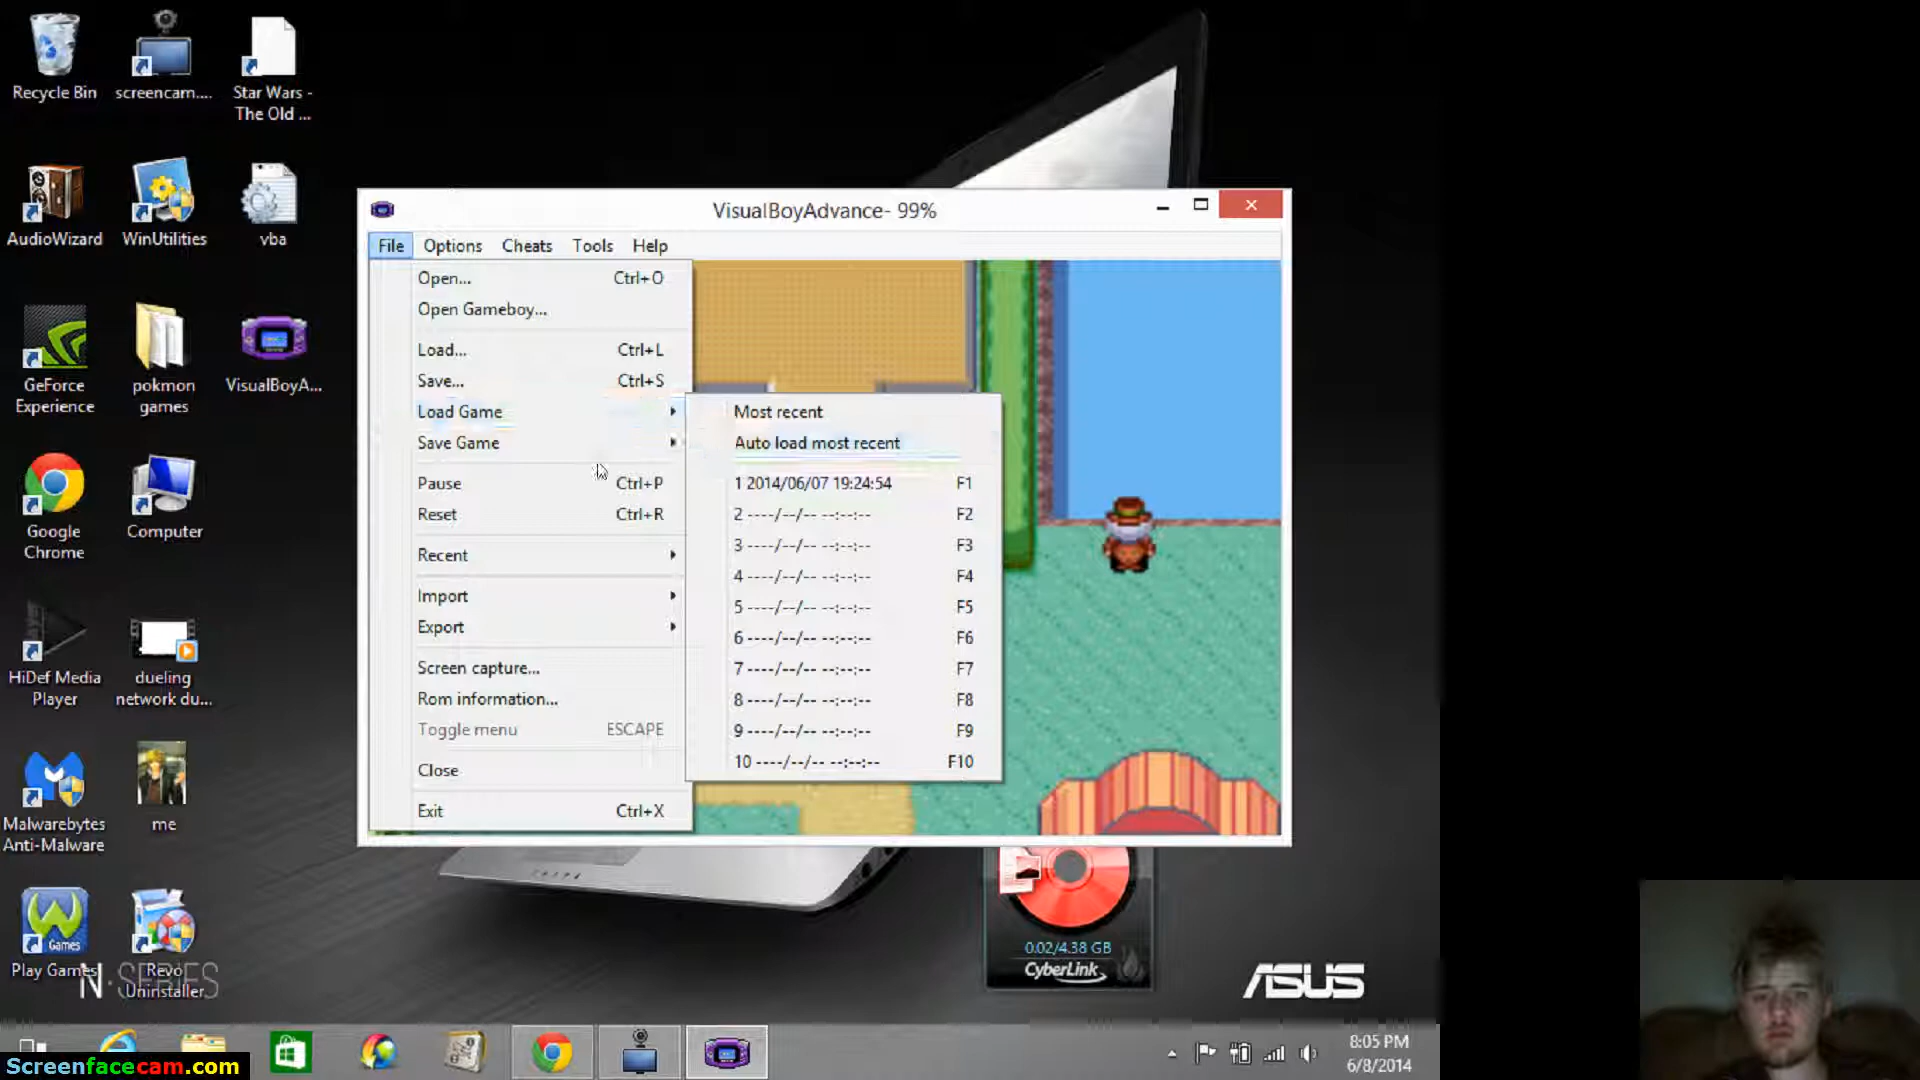 Recycle Bin
screencam....
Star Wars -
The Old ...
AudioWizard
WinUtilities
vba
GeForce
Experience
pokmon
games
VisualBoyA...
Google
Chrome
Computer
HiDef Media
Player
dueling
network du...
Malwarebytes
Anti-Malware
me
Games
Play Games
Revo
Uninstaller
N·SERIES
VisualBoyAdvance- 99%
File Options Cheats Tools Help
Open... Ctrl+O
Open Gameboy...
Load... Ctrl+L
Save... Ctrl+S
Load Game
Save Game
Pause Ctrl+P
Reset Ctrl+R
Recent
Import
Export
Screen capture...
Rom information...
Toggle menu ESCAPE
Close
Exit Ctrl+X
Most recent
Auto load most recent
1 2014/06/07 19:24:54 F1
2 ----/--/-- --:--:-- F2
3 ----/--/-- --:--:-- F3
4 ----/--/-- --:--:-- F4
5 ----/--/-- --:--:-- F5
6 ----/--/-- --:--:-- F6
7 ----/--/-- --:--:-- F7
8 ----/--/-- --:--:-- F8
9 ----/--/-- --:--:-- F9
10 ----/--/-- --:--:-- F10
0.02/4.38 GB
CyberLink
ASUS
8:05 PM
6/8/2014
Screenfacecam.com